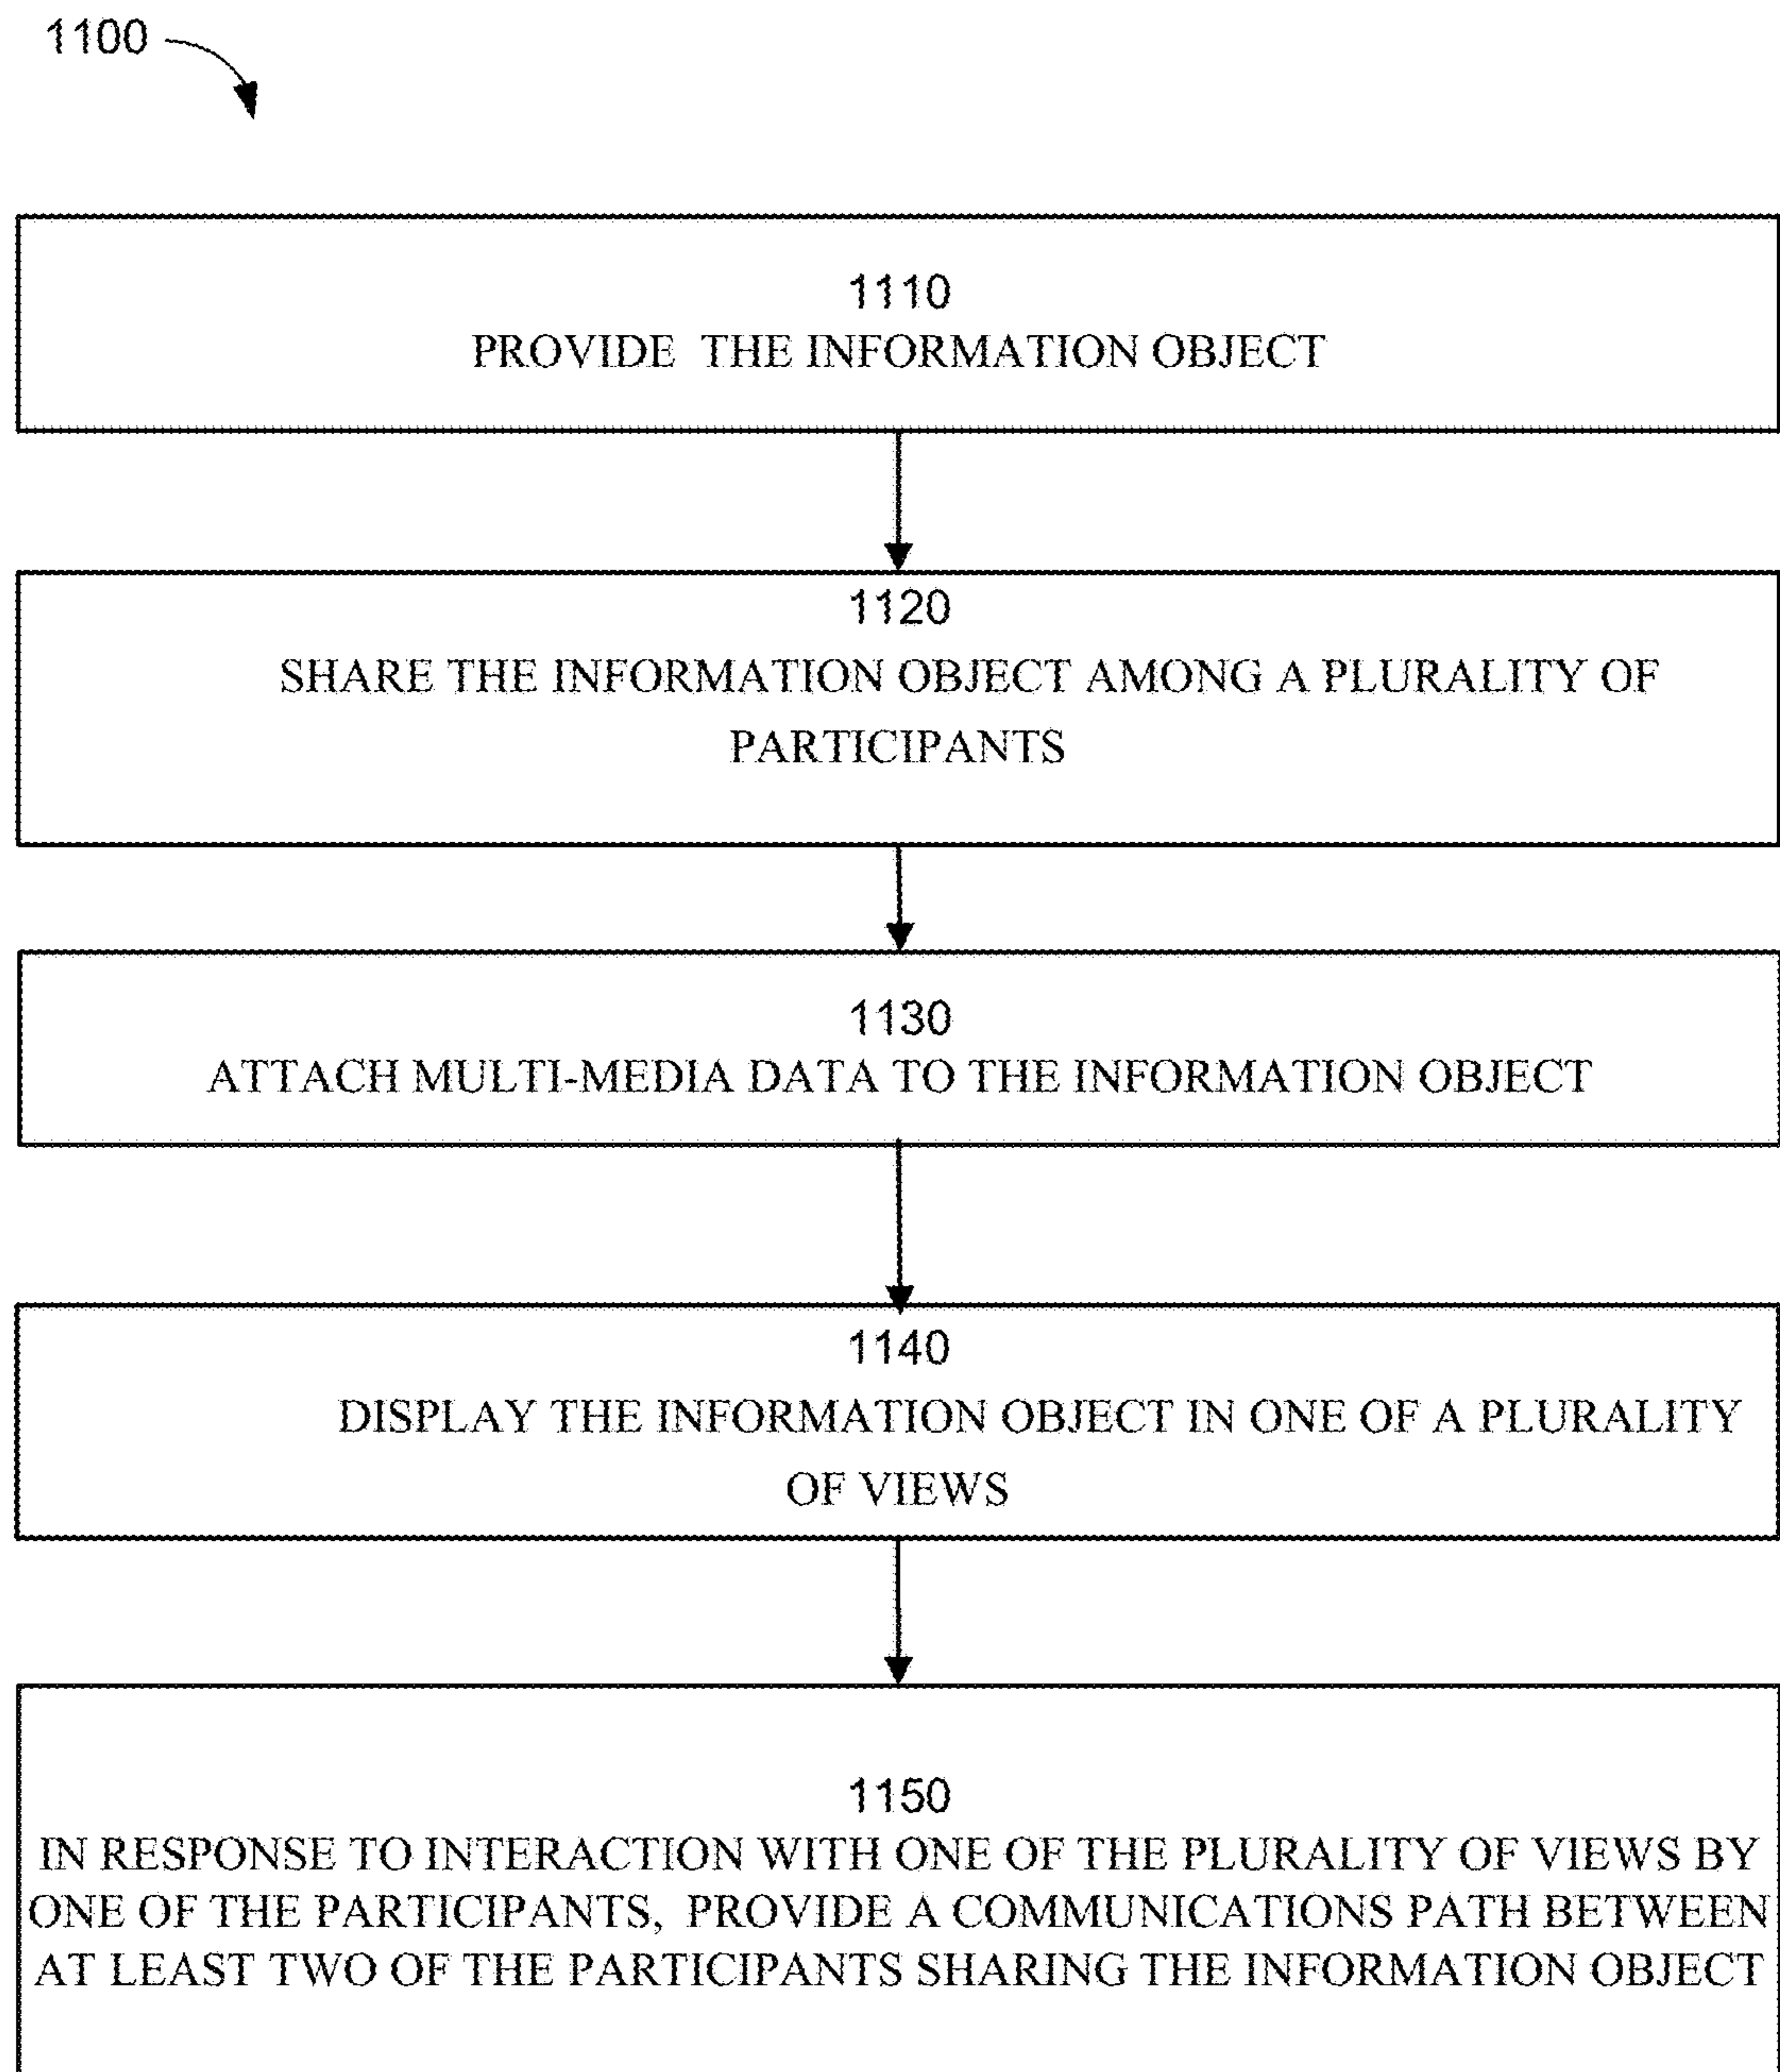 1100
1110
PROVIDE THE INFORMATION OBJECT
1120
SHARE THE INFORMATION OBJECT AMONG A PLURALITY OF
PARTICIPANTS
1130
ATTACH MULTI-MEDIA DATA TO THE INFORMATION OBJECT
1140
DISPLAY THE INFORMATION OBJECT IN ONE OF A PLURALITY
OF VIEWS
1150
IN RESPONSE TO INTERACTION WITH ONE OF THE PLURALITY OF VIEWS BY
ONE OF THE PARTICIPANTS, PROVIDE A COMMUNICATIONS PATH BETWEEN
AT LEAST TWO OF THE PARTICIPANTS SHARING THE INFORMATION OBJECT